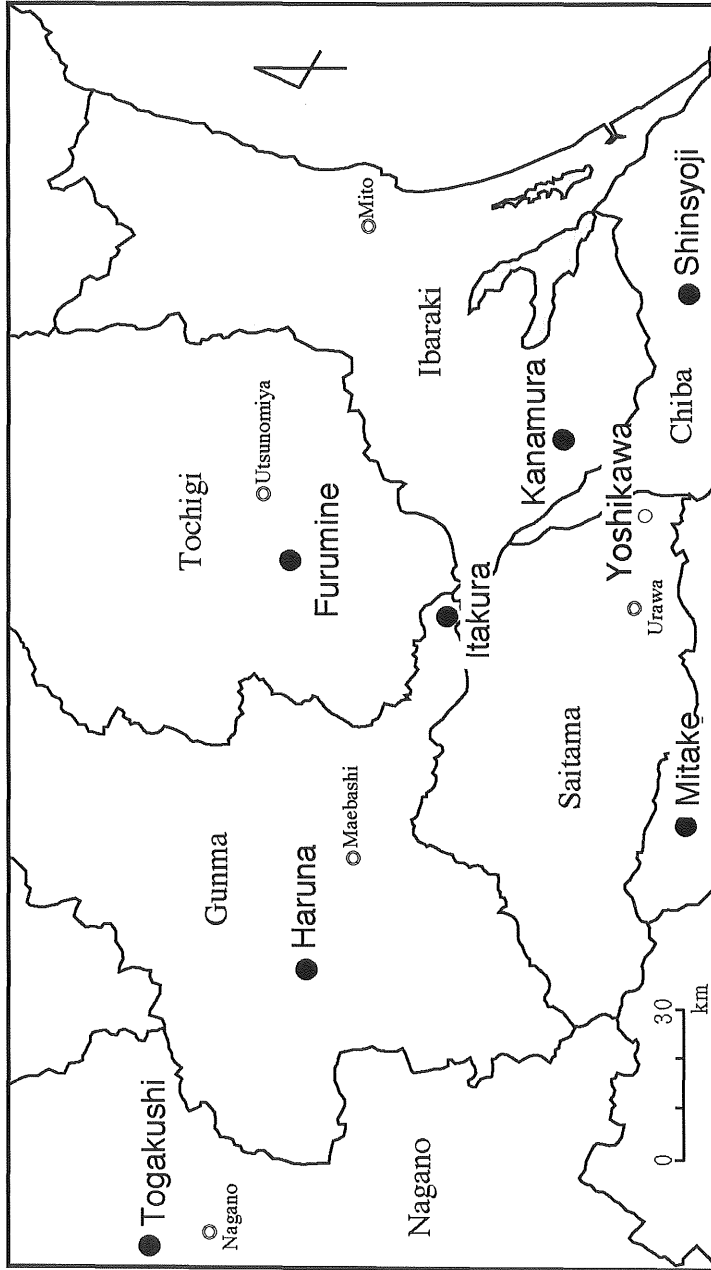 Togakushi
Nagano
Nagano
Gunma
Haruna
Maebashi
Tochigi
Utsunomiya
Furumine
Itakura
Mito
Ibaraki
Kanamura
Yoshikawa
Urawa
Saitama
Mitake
Chiba
Shinsyoji
0 30
km